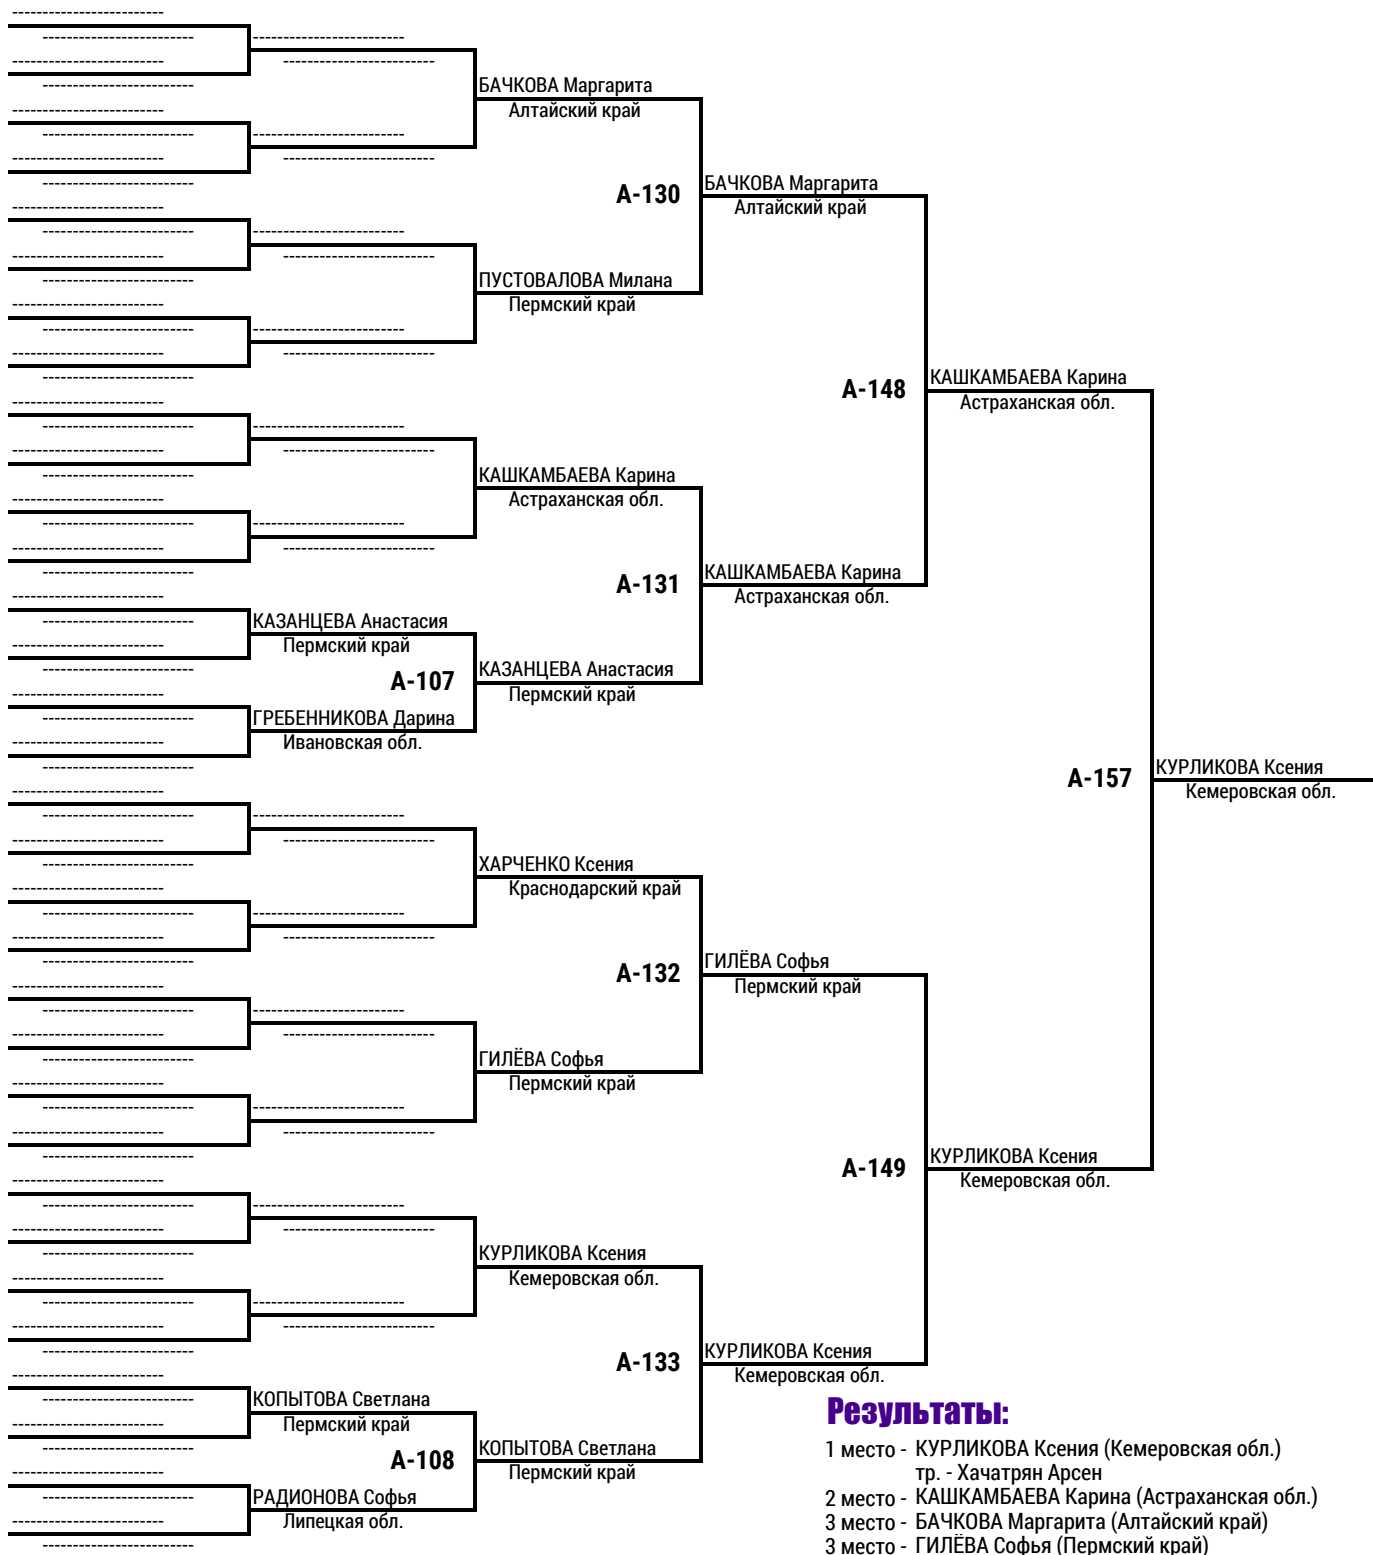 БАЧКОВА Маргарита
Алтайский край
А-130
БАЧКОВА Маргарита
Алтайский край
ПУСТОВАЛОВА Милана
Пермский край
А-148
КАШКАМБАЕВА Карина
Астраханская обл.
КАШКАМБАЕВА Карина
Астраханская обл.
А-131
КАШКАМБАЕВА Карина
Астраханская обл.
КАЗАНЦЕВА Анастасия
Пермский край
А-107
КАЗАНЦЕВА Анастасия
Пермский край
ГРЕБЕННИКОВА Дарина
Ивановская обл.
А-157
КУРЛИКОВА Ксения
Кемеровская обл.
ХАРЧЕНКО Ксения
Краснодарский край
А-132
ГИЛЁВА Софья
Пермский край
ГИЛЁВА Софья
Пермский край
А-149
КУРЛИКОВА Ксения
Кемеровская обл.
КУРЛИКОВА Ксения
Кемеровская обл.
А-133
КУРЛИКОВА Ксения
Кемеровская обл.
КОПЫТОВА Светлана
Пермский край
А-108
КОПЫТОВА Светлана
Пермский край
РАДИОНОВА Софья
Липецкая обл.
Результаты:
1 место - КУРЛИКОВА Ксения (Кемеровская обл.)
тр. - Хачатрян Арсен
2 место - КАШКАМБАЕВА Карина (Астраханская обл.)
3 место - БАЧКОВА Маргарита (Алтайский край)
3 место - ГИЛЁВА Софья (Пермский край)